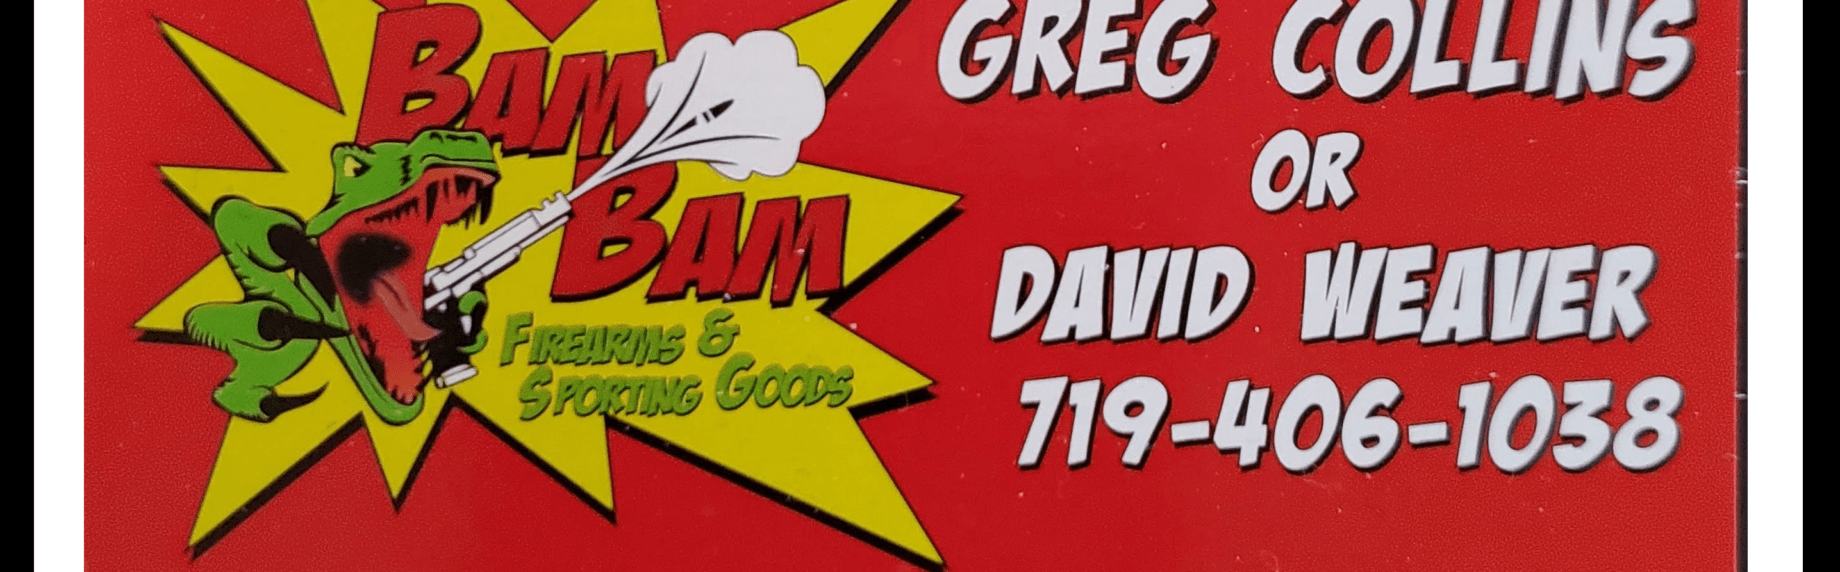 BAM
BAM
FIREARMS &
SPORTING GOODS
GREG COLLINS
OR
DAVID WEAVER
719-406-1038